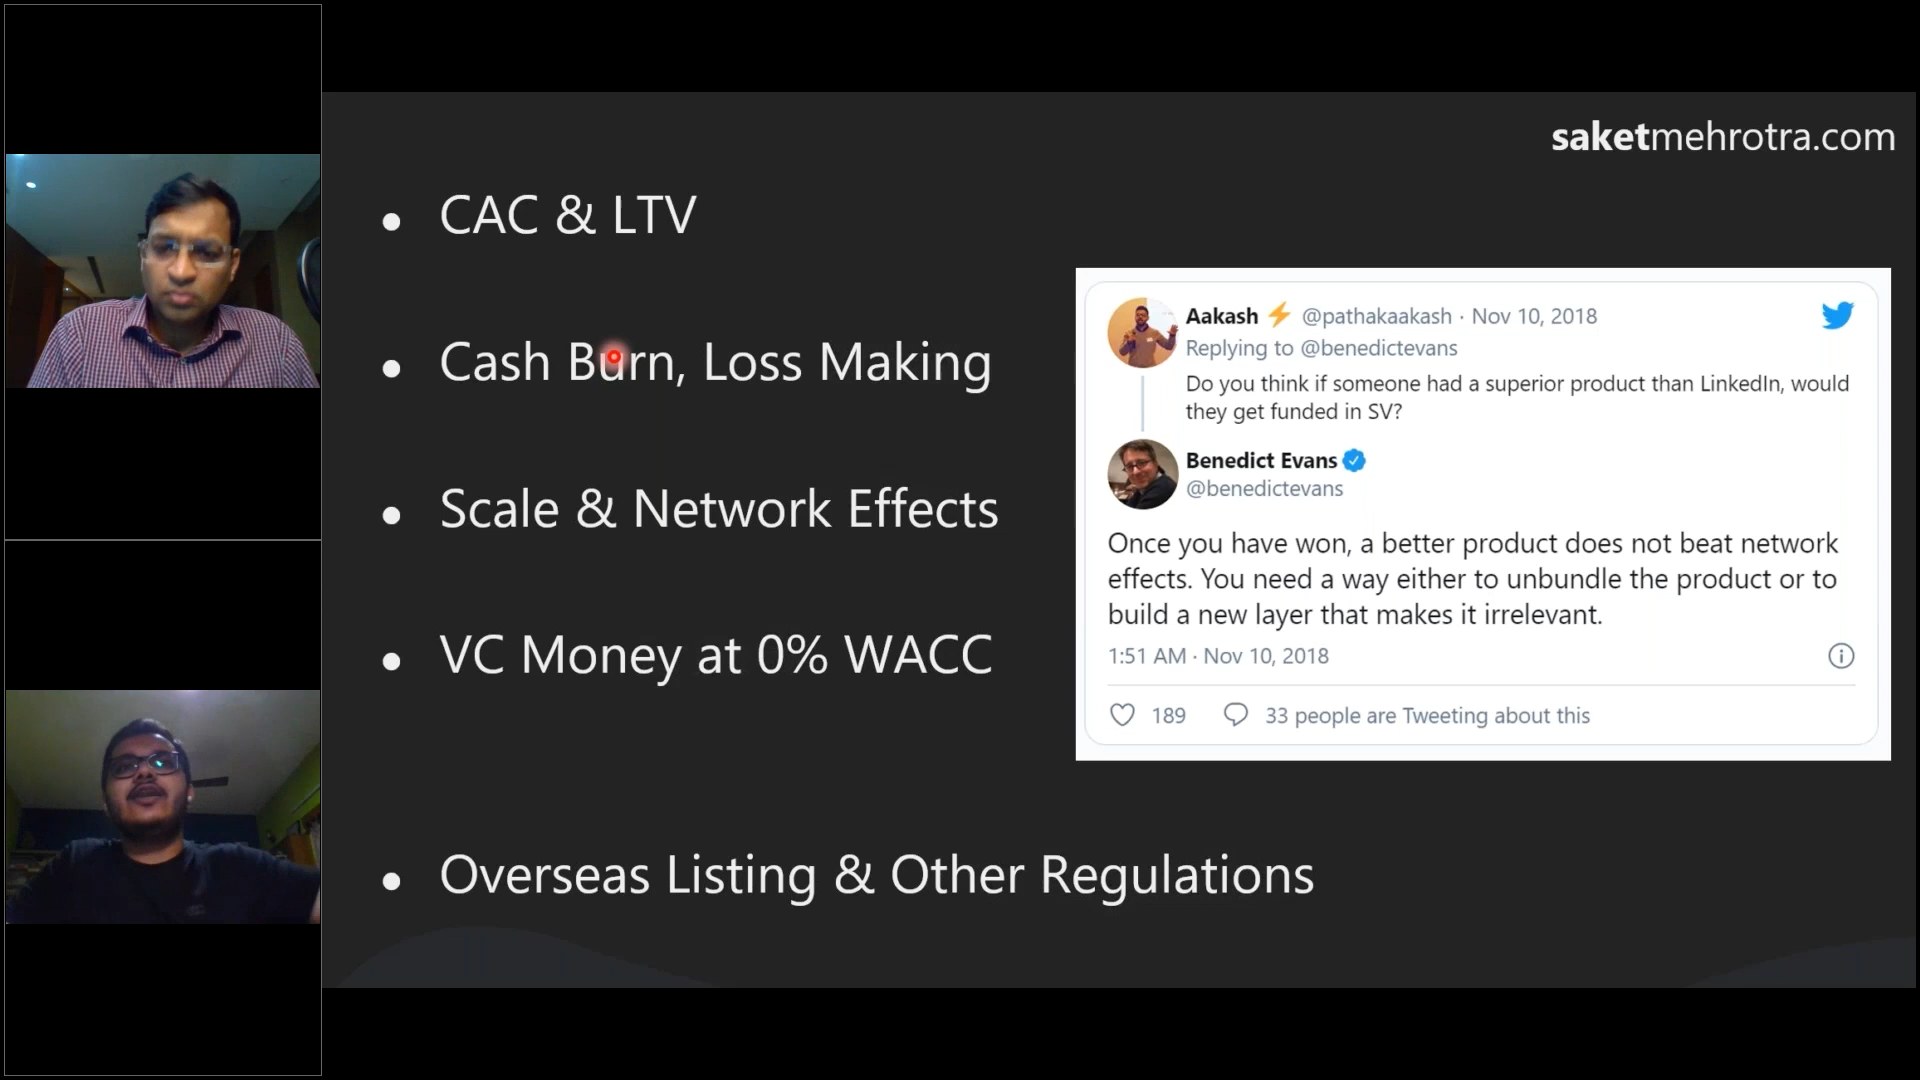 saketmehrotra.com
• CAC & LTV
• Cash Burn, Loss Making
• Scale & Network Effects
• VC Money at 0% WACC
• Overseas Listing & Other Regulations
Aakash ⚡ @pathakaakash · Nov 10, 2018
Replying to @benedictevans
Do you think if someone had a superior product than LinkedIn, would
they get funded in SV?
Benedict Evans
@benedictevans
Once you have won, a better product does not beat network
effects. You need a way either to unbundle the product or to
build a new layer that makes it irrelevant.
1:51 AM · Nov 10, 2018
189 33 people are Tweeting about this